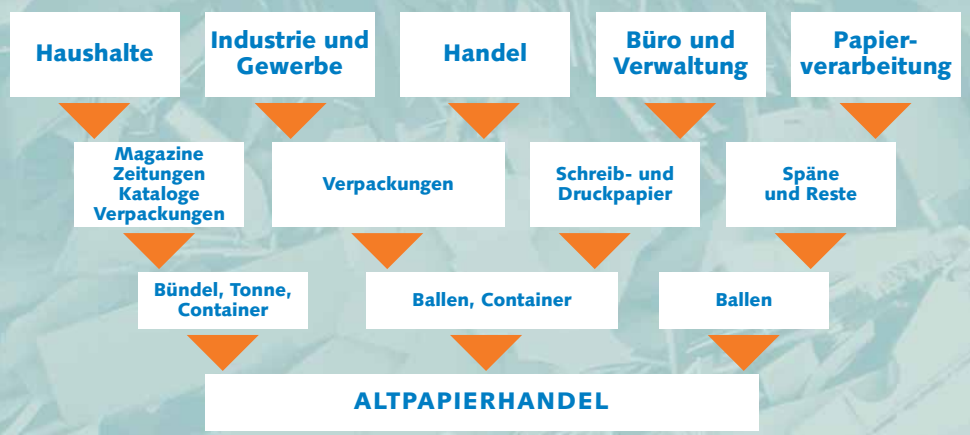 Haushalte
Industrie und
Gewerbe
Handel
Büro und
Verwaltung
Papier-
verarbeitung
Magazine
Zeitungen
Kataloge
Verpackungen
Verpackungen
Schreib- und
Druckpapier
Späne
und Reste
Bündel, Tonne,
Container
Ballen, Container
Ballen
ALTPAPIERHANDEL